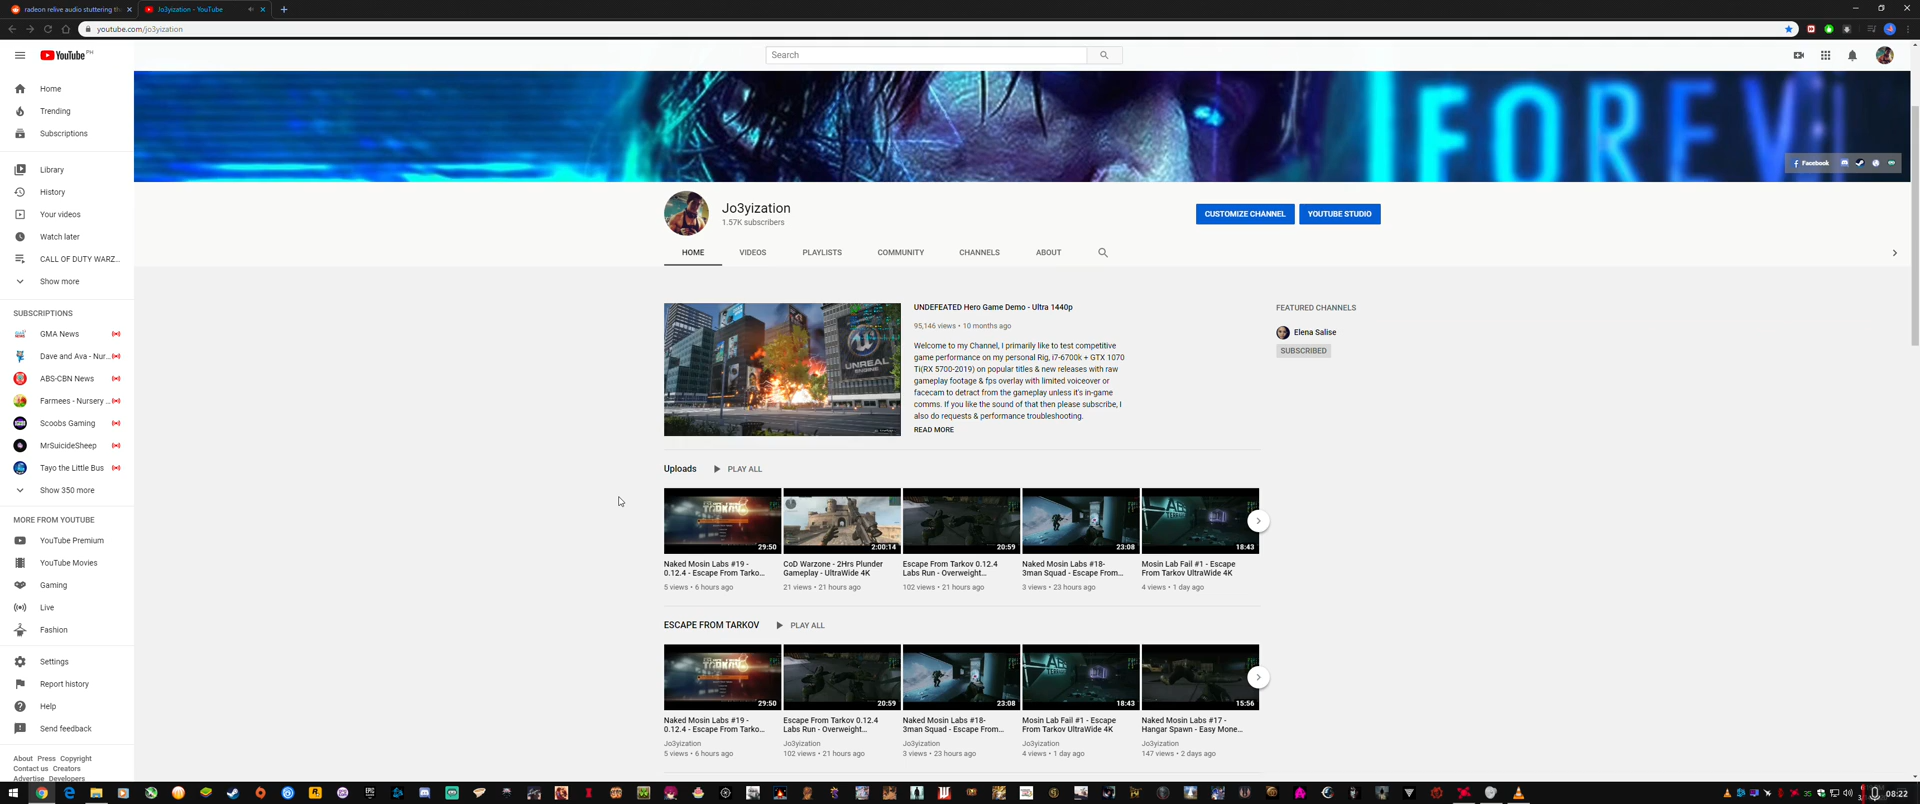 radeon relive audio stuttering th
Jo3yization - YouTube
youtube.com/jo3yization
YouTube PH
Search
Home
Trending
Subscriptions
Library
History
Your videos
Watch later
CALL OF DUTY WARZ...
Show more
SUBSCRIPTIONS
GMA News
Dave and Ava - Nur...
ABS-CBN News
Farmees - Nursery ...
Scoobs Gaming
MrSuicideSheep
Tayo the Little Bus
Show 350 more
MORE FROM YOUTUBE
YouTube Premium
YouTube Movies
Gaming
Live
Fashion
Settings
Report history
Help
Send feedback
About Press Copyright
Contact us Creators
Advertise Developers
FOREV
Facebook
Jo3yization
1.57K subscribers
CUSTOMIZE CHANNEL
YOUTUBE STUDIO
HOME VIDEOS PLAYLISTS COMMUNITY CHANNELS ABOUT
UNREAL
ENGINE
UNDEFEATED Hero Game Demo - Ultra 1440p
95,146 views • 10 months ago
Welcome to my Channel, I primarily like to test competitive
game performance on my personal Rig, i7-6700k + GTX 1070
Ti(RX 5700-2019) on popular titles & new releases with raw
gameplay footage & fps overlay with limited voiceover or
facecam to detract from the gameplay unless it's in-game
comms. If you like the sound of that then please subscribe, I
also do requests & performance troubleshooting.
READ MORE
FEATURED CHANNELS
Elena Salise
SUBSCRIBED
Uploads PLAY ALL
29:50
2:00:14
20:59
23:08
18:43
Naked Mosin Labs #19 -
0.12.4 - Escape From Tarko...
5 views • 6 hours ago
CoD Warzone - 2Hrs Plunder
Gameplay - UltraWide 4K
21 views • 21 hours ago
Escape From Tarkov 0.12.4
Labs Run - Overweight...
102 views • 21 hours ago
Naked Mosin Labs #18-
3man Squad - Escape From...
3 views • 23 hours ago
Mosin Lab Fail #1 - Escape
From Tarkov UltraWide 4K
4 views • 1 day ago
ESCAPE FROM TARKOV PLAY ALL
29:50
20:59
23:08
18:43
15:56
Naked Mosin Labs #19 -
0.12.4 - Escape From Tarko...
Jo3yization
5 views • 6 hours ago
Escape From Tarkov 0.12.4
Labs Run - Overweight...
Jo3yization
102 views • 21 hours ago
Naked Mosin Labs #18-
3man Squad - Escape From...
Jo3yization
3 views • 23 hours ago
Mosin Lab Fail #1 - Escape
From Tarkov UltraWide 4K
Jo3yization
4 views • 1 day ago
Naked Mosin Labs #17 -
Hangar Spawn - Easy Mone...
Jo3yization
147 views • 2 days ago
EPIC
35
08:22